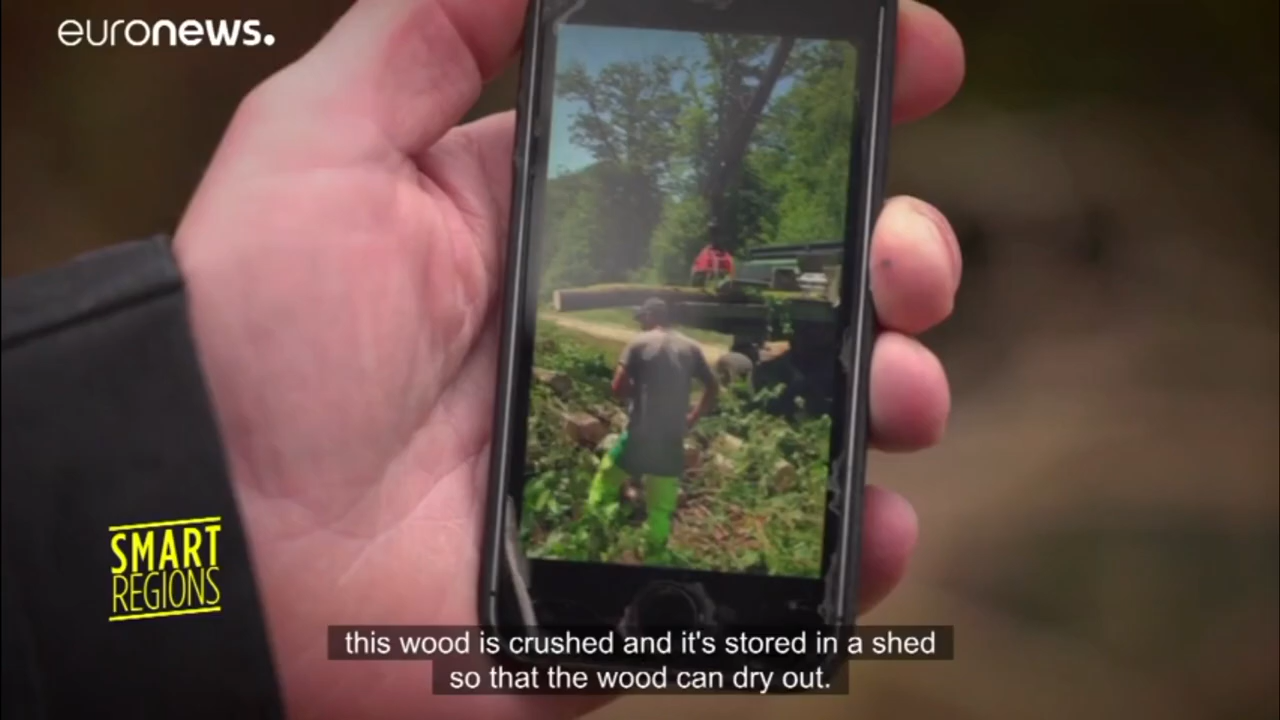 euronews.
SMART
REGIONS
this wood is crushed and it's stored in a shed
so that the wood can dry out.